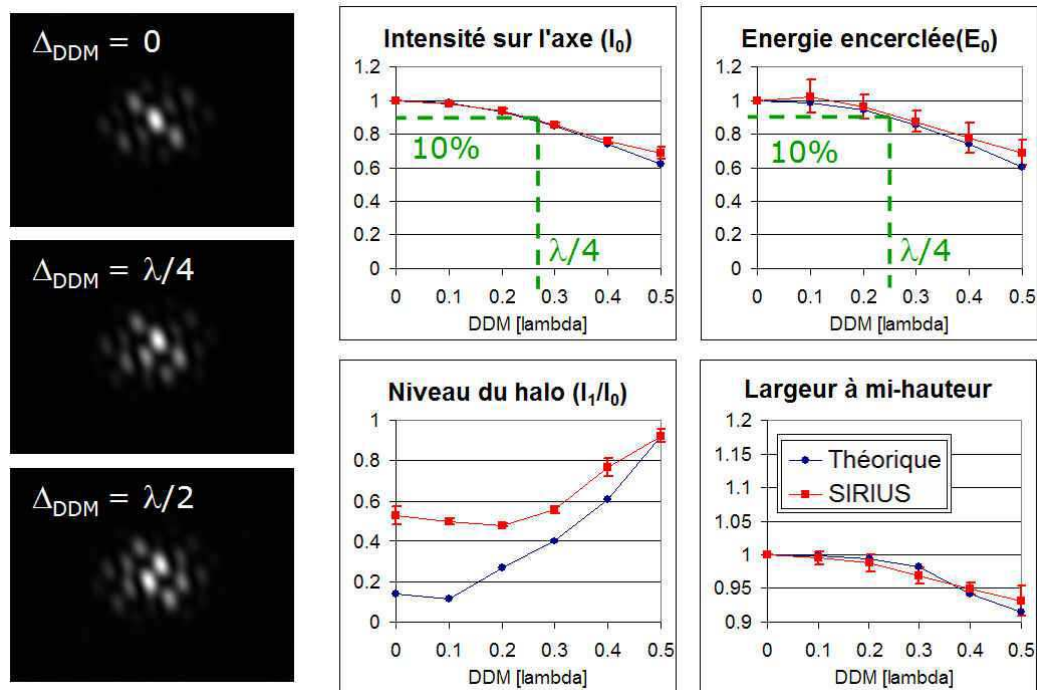 Δ_DDM = 0
Δ_DDM = λ/4
Δ_DDM = λ/2
Intensité sur l'axe (I₀)
1.2
1
0.8
0.6
0.4
0.2
0
10%
λ/4
0 0.1 0.2 0.3 0.4 0.5
DDM [lambda]
Energie encerclée(E₀)
1.2
1
0.8
0.6
0.4
0.2
0
10%
λ/4
0 0.1 0.2 0.3 0.4 0.5
DDM [lambda]
Niveau du halo (I₁/I₀)
1
0.8
0.6
0.4
0.2
0
0 0.1 0.2 0.3 0.4 0.5
DDM [lambda]
Largeur à mi-hauteur
1.2
1.15
1.1
1.05
1
0.95
0.9
Théorique
SIRIUS
0 0.1 0.2 0.3 0.4 0.5
DDM [lambda]